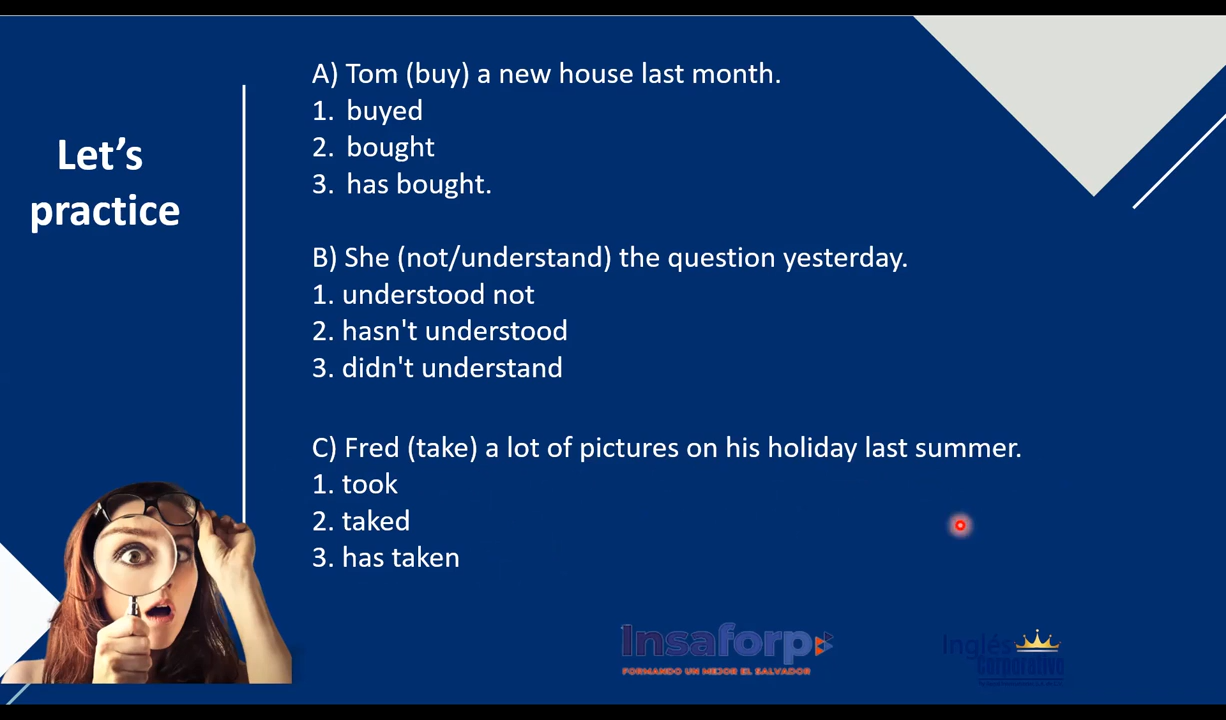 Let's
practice
A) Tom (buy) a new house last month.
1. buyed
2. bought
3. has bought.
B) She (not/understand) the question yesterday.
1. understood not
2. hasn't understood
3. didn't understand
C) Fred (take) a lot of pictures on his holiday last summer.
1. took
2. taked
3. has taken
Insaforp
FORMANDO UN MEJOR EL SALVADOR
Inglés
Corporativo